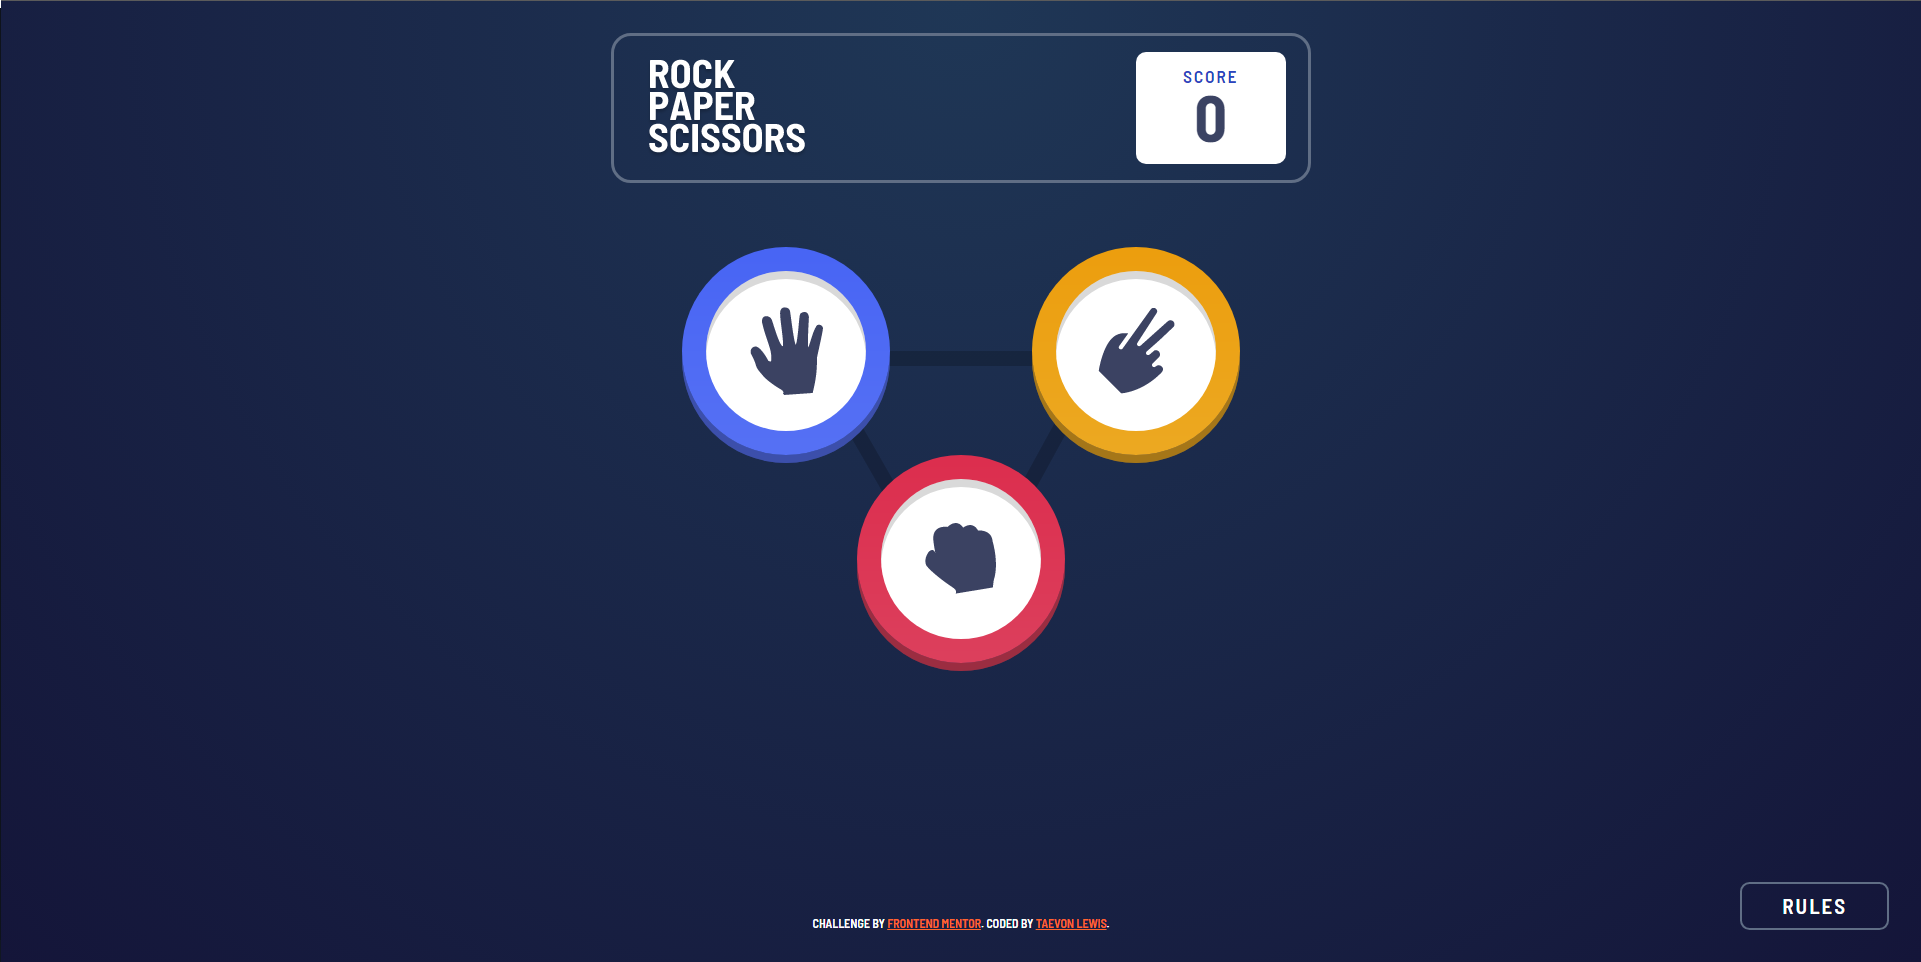 ROCK
PAPER
SCISSORS
SCORE
0
CHALLENGE BY FRONTEND MENTOR. CODED BY TAEVON LEWIS.
RULES